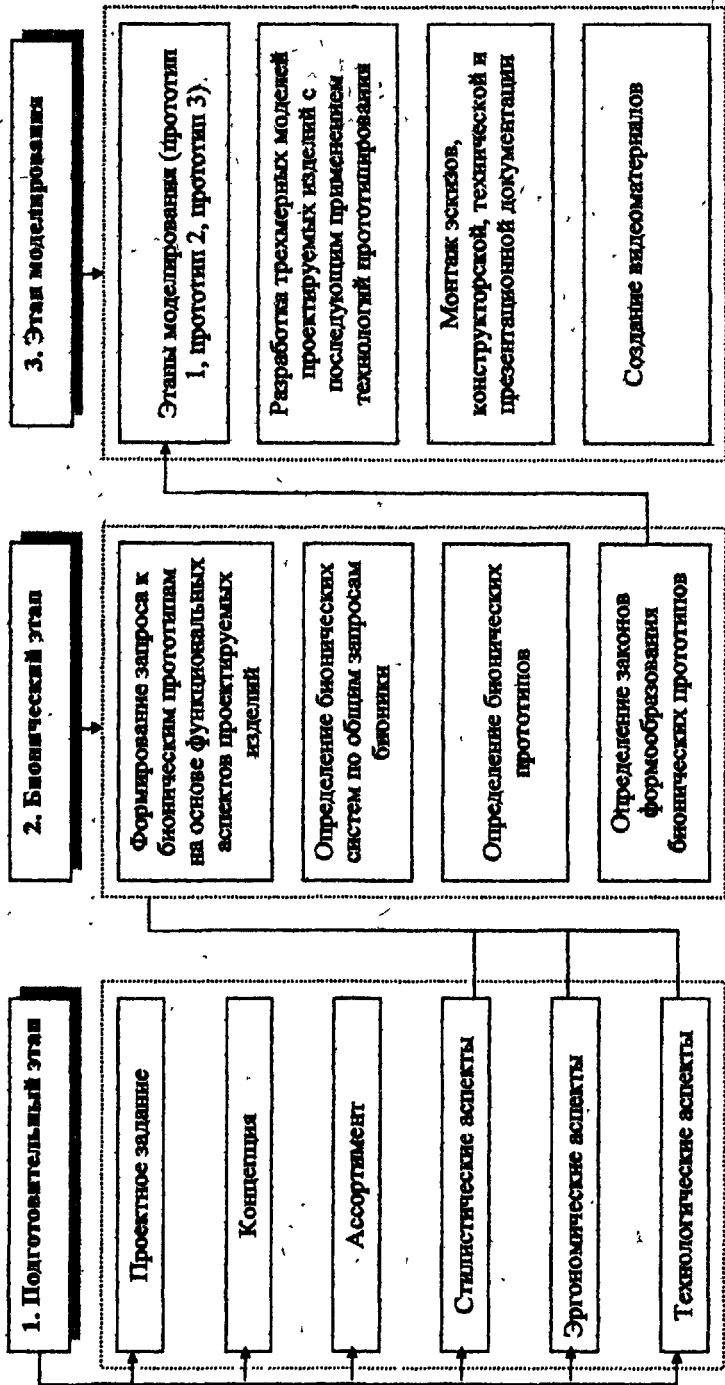 1. Подготовительный этап
Проектное задание
Концепция
Ассортимент
Стилистические аспекты
Эргономические аспекты
Технологические аспекты
2. Бионический этап
Формирование запроса к
бионическим прототипам
на основе функциональных
аспектов проектируемых
изделий
Определение бионических
систем по общим запросам
бионики
Определение бионических
прототипов
Определение законов
формообразования
бионических прототипов
3. Этап моделирования
Этапы моделирования (прототип
1, прототип 2, прототип 3).
Разработка трехмерных моделей
проектируемых изделий с
последующим применением
технологий прототипирования
Монтаж эскизов,
конструкторской, технической и
презентационной документации
Создание видеоматериалов